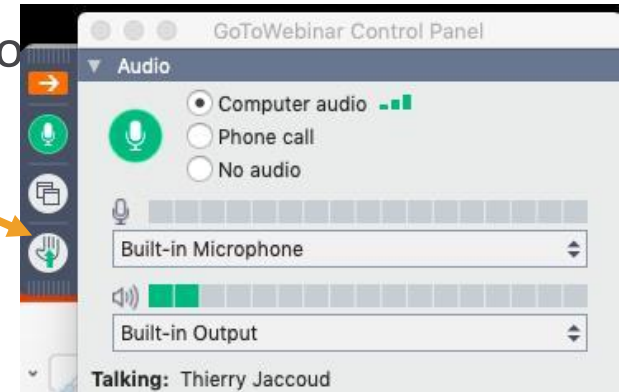 GoToWebinar Control Panel
Audio
Computer audio
Phone call
No audio
Built-in Microphone
Built-in Output
Talking: Thierry Jaccoud